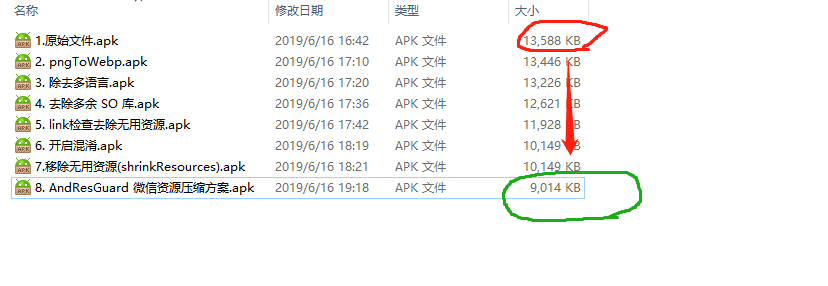 名称 修改日期 类型 大小
1.原始文件.apk 2019/6/16 16:42 APK 文件 13,588 KB
2. pngToWebp.apk 2019/6/16 17:10 APK 文件 13,446 KB
3. 除去多语言.apk 2019/6/16 17:20 APK 文件 13,226 KB
4. 去除多余 SO 库.apk 2019/6/16 17:36 APK 文件 12,621 KB
5. link检查去除无用资源.apk 2019/6/16 17:42 APK 文件 11,928 KB
6. 开启混淆.apk 2019/6/16 18:19 APK 文件 10,149 KB
7.移除无用资源(shrinkResources).apk 2019/6/16 18:21 APK 文件 10,149 KB
8. AndResGuard 微信资源压缩方案.apk 2019/6/16 19:18 APK 文件 9,014 KB